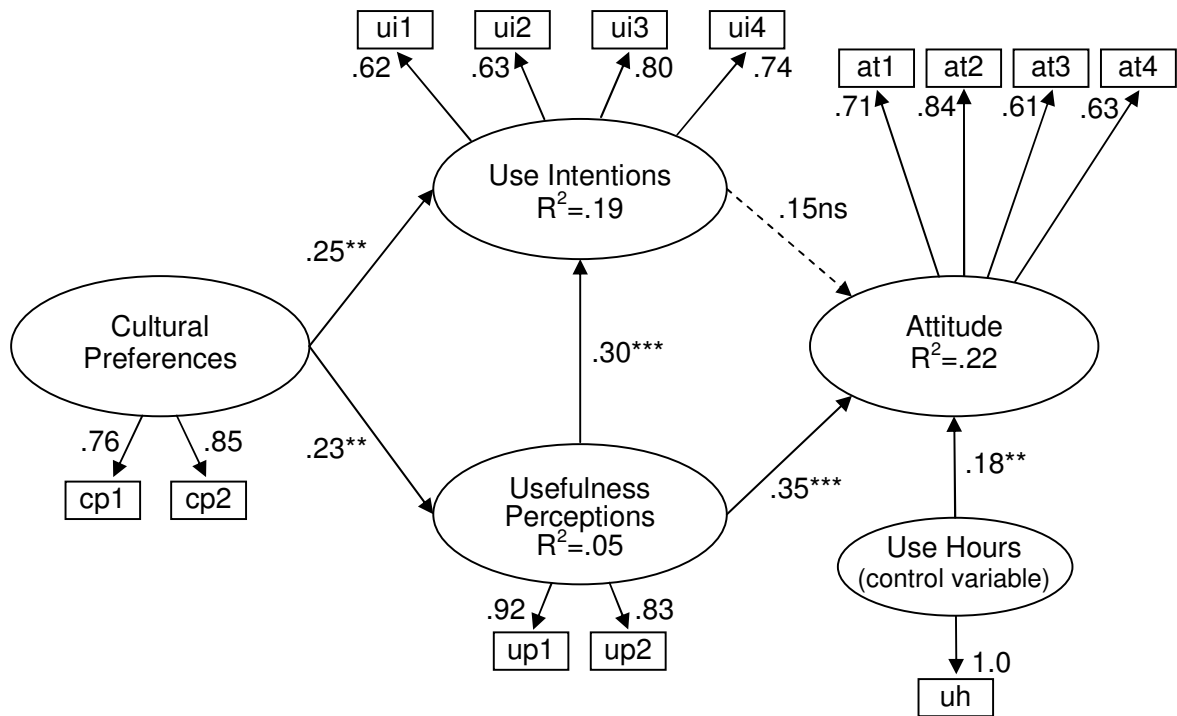 ui1
ui2
ui3
ui4
.62
.63
.80
.74
at1
at2
at3
at4
.71
.84
.61
.63
Use Intentions
R²=.19
.15ns
.25**
Cultural
Preferences
.30***
Attitude
R²=.22
.76
.85
.23**
cp1
cp2
Usefulness
Perceptions
R²=.05
.35***
.18**
Use Hours
(control variable)
.92
.83
up1
up2
1.0
uh